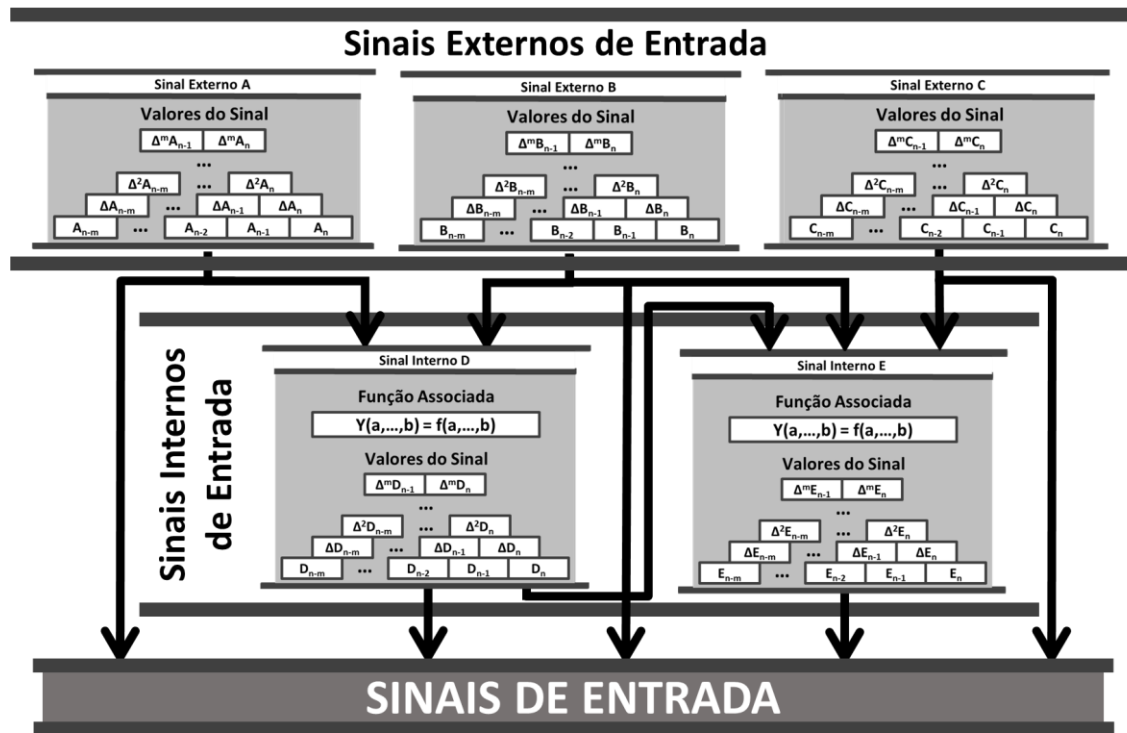 Sinais Externos de Entrada
Sinal Externo A
Valores do Sinal
ΔᵐAₙ₋₁ ΔᵐAₙ
...
Δ²Aₙ₋ₘ ... Δ²Aₙ
ΔAₙ₋ₘ ... ΔAₙ₋₁ ΔAₙ
Aₙ₋ₘ ... Aₙ₋₂ Aₙ₋₁ Aₙ
Sinal Externo B
Valores do Sinal
ΔᵐBₙ₋₁ ΔᵐBₙ
...
Δ²Bₙ₋ₘ ... Δ²Bₙ
ΔBₙ₋ₘ ... ΔBₙ₋₁ ΔBₙ
Bₙ₋ₘ ... Bₙ₋₂ Bₙ₋₁ Bₙ
Sinal Externo C
Valores do Sinal
ΔᵐCₙ₋₁ ΔᵐCₙ
...
Δ²Cₙ₋ₘ ... Δ²Cₙ
ΔCₙ₋ₘ ... ΔCₙ₋₁ ΔCₙ
Cₙ₋ₘ ... Cₙ₋₂ Cₙ₋₁ Cₙ
Sinais Internos
de Entrada
Sinal Interno D
Função Associada
Y(a,...,b) = f(a,...,b)
Valores do Sinal
ΔᵐDₙ₋₁ ΔᵐDₙ
...
Δ²Dₙ₋ₘ ... Δ²Dₙ
ΔDₙ₋ₘ ... ΔDₙ₋₁ ΔDₙ
Dₙ₋ₘ ... Dₙ₋₂ Dₙ₋₁ Dₙ
Sinal Interno E
Função Associada
Y(a,...,b) = f(a,...,b)
Valores do Sinal
ΔᵐEₙ₋₁ ΔᵐEₙ
...
Δ²Eₙ₋ₘ ... Δ²Eₙ
ΔEₙ₋ₘ ... ΔEₙ₋₁ ΔEₙ
Eₙ₋ₘ ... Eₙ₋₂ Eₙ₋₁ Eₙ
SINAIS DE ENTRADA